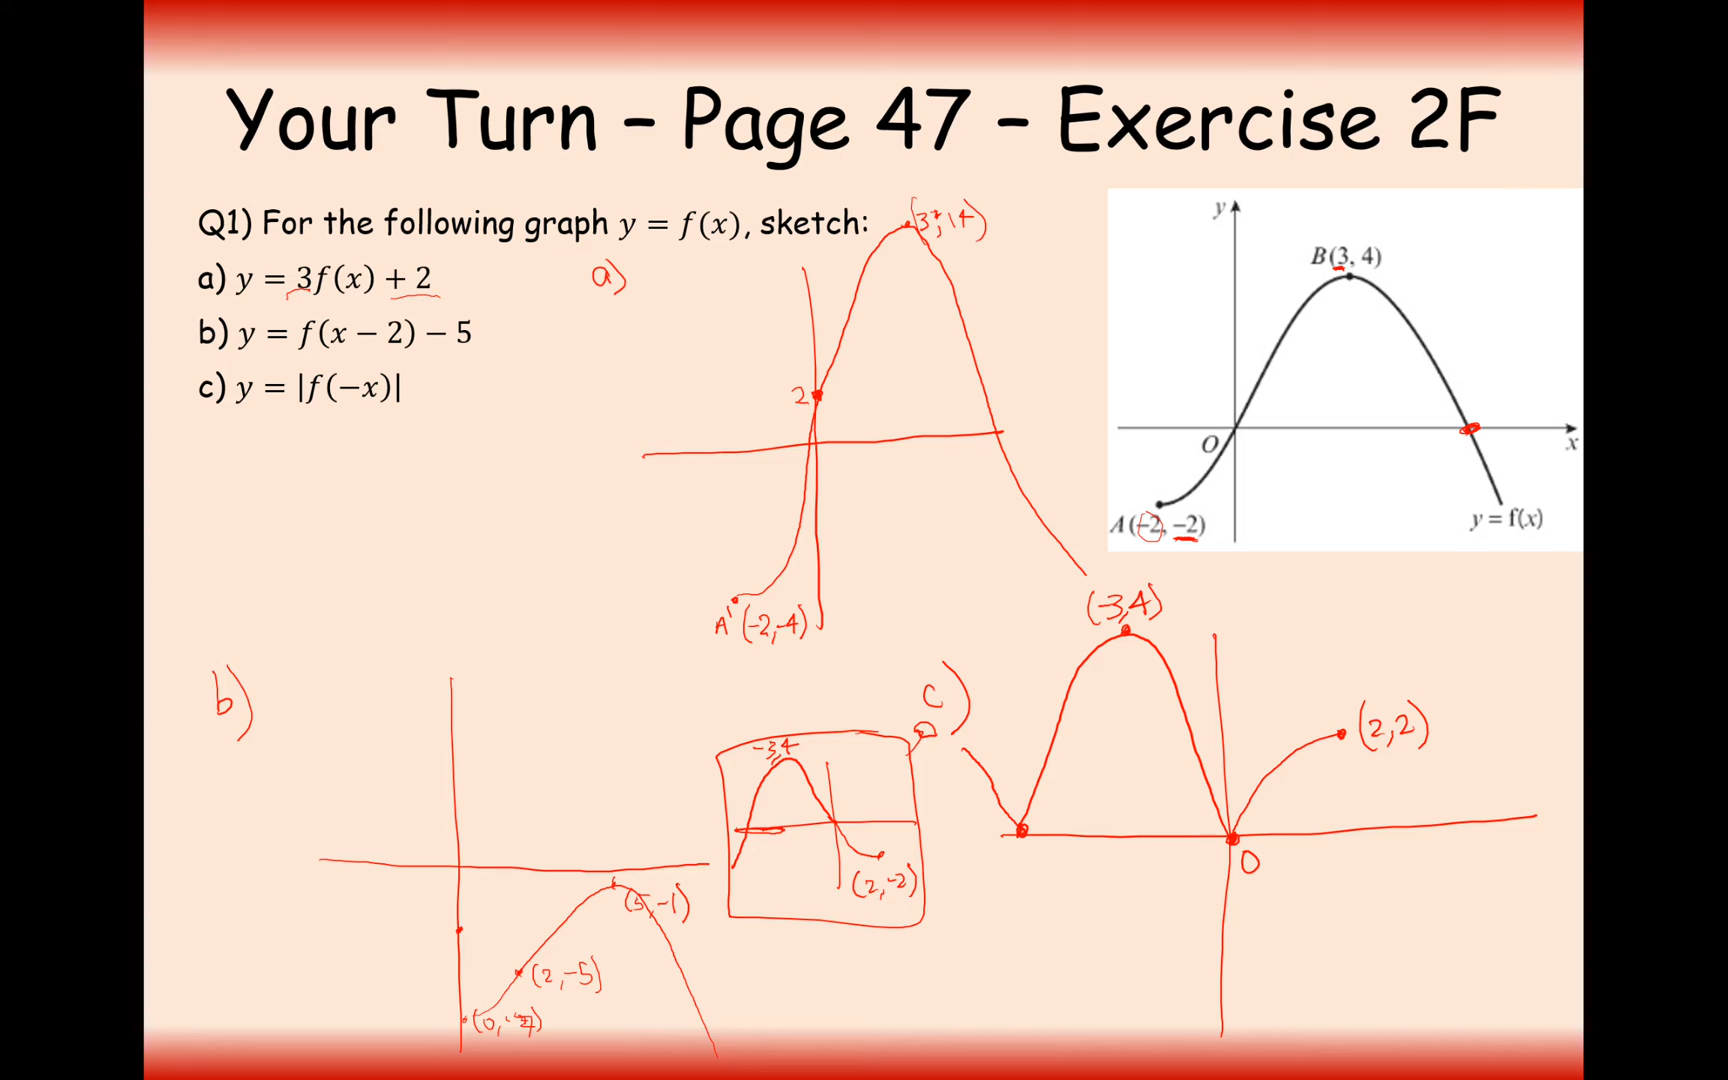 Your Turn – Page 47 – Exercise 2F
Q1) For the following graph y = f(x), sketch:
a) y = 3f(x) + 2
b) y = f(x − 2) − 5
c) y = |f(−x)|
a)
(3, 14)
2
A' (-2, -4)
y
B(3, 4)
O
x
A(−2, −2)
y = f(x)
b)
(5, -1)
(2, -5)
(0, -7)
c)
-3,4
(2, -2)
(-3, 4)
(2, 2)
O